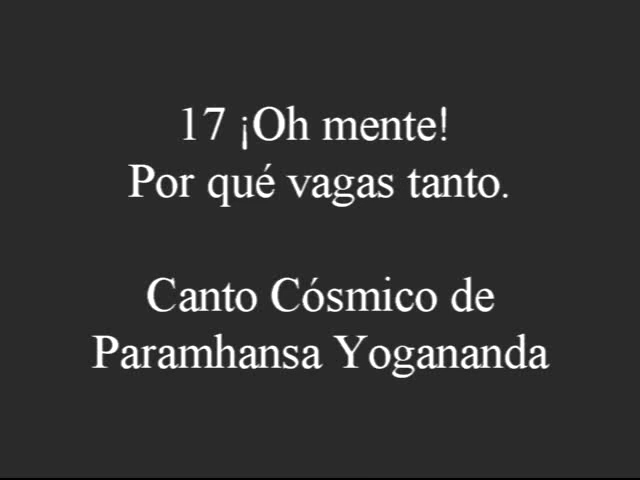 17 ¡Oh mente!
Por qué vagas tanto.
Canto Cósmico de
Paramhansa Yogananda